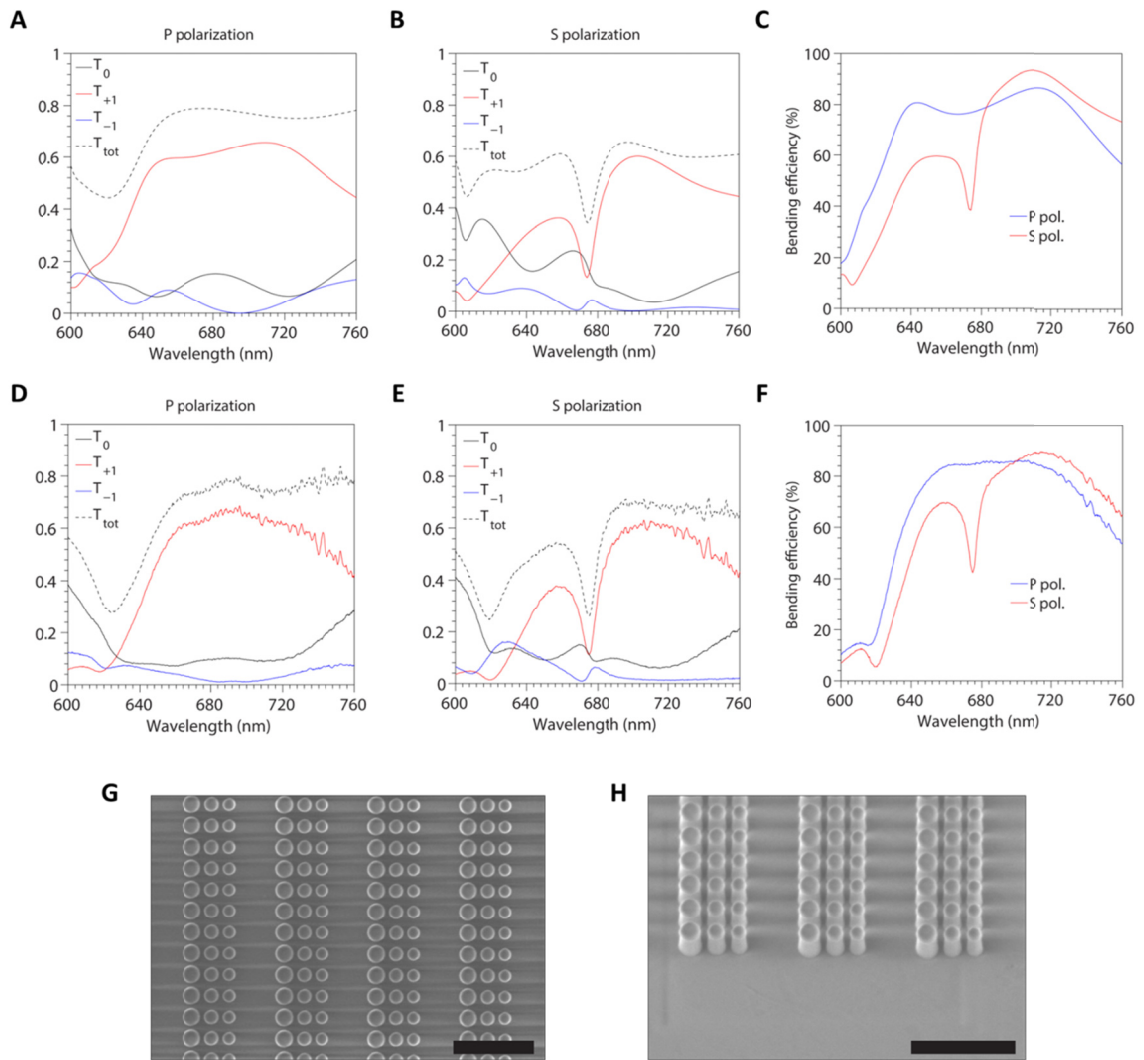 A
P polarization
1
0.8
0.6
0.4
0.2
0
T0
T+1
T-1
Ttot
600
640
680
720
760
Wavelength (nm)
B
S polarization
1
0.8
0.6
0.4
0.2
0
T0
T+1
T-1
Ttot
600
640
680
720
760
Wavelength (nm)
C
Bending efficiency (%)
100
80
60
40
20
0
P pol.
S pol.
600
640
680
720
760
Wavelength (nm)
D
P polarization
1
0.8
0.6
0.4
0.2
0
T0
T+1
T-1
Ttot
600
640
680
720
760
Wavelength (nm)
E
S polarization
1
0.8
0.6
0.4
0.2
0
T0
T+1
T-1
Ttot
600
640
680
720
760
Wavelength (nm)
F
Bending efficiency (%)
100
80
60
40
20
0
P pol.
S pol.
600
640
680
720
760
Wavelength (nm)
G
H